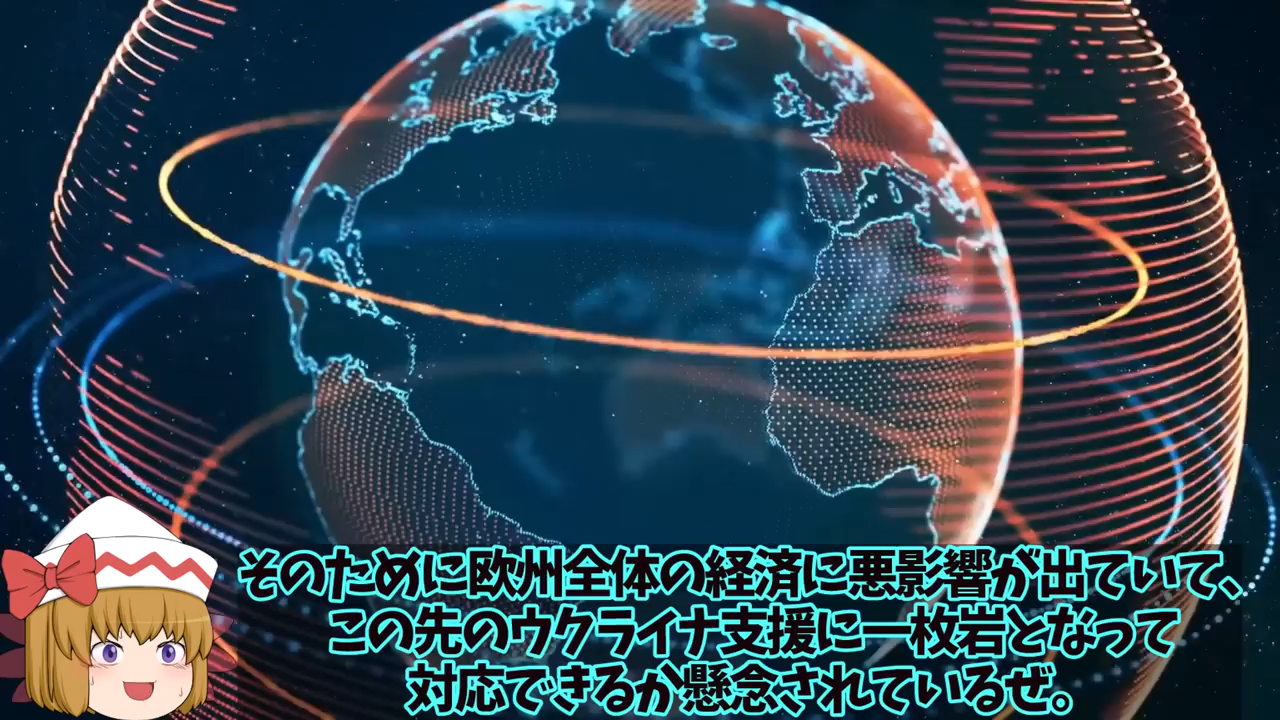 そのために欧州全体の経済に悪影響が出ていて、
この先のウクライナ支援に一枚岩となって
対応できるか懸念されているぜ。